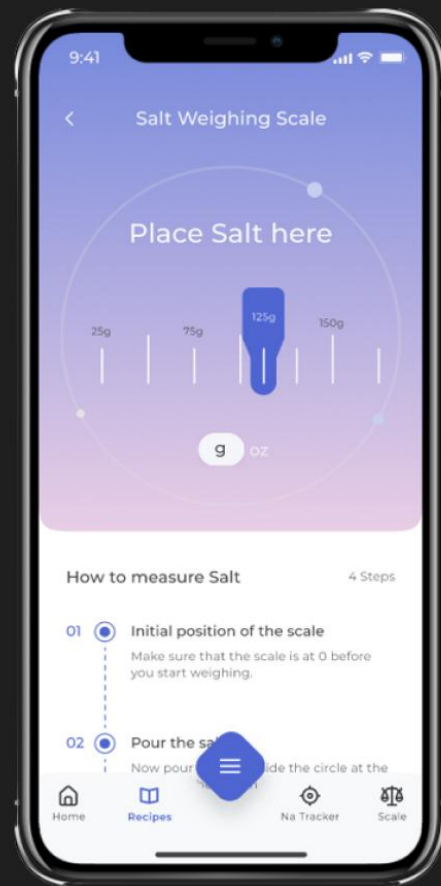 9:41
Salt Weighing Scale
Place Salt here
25g 75g 125g 150g
g oz
How to measure Salt 4 Steps
01 Initial position of the scale
Make sure that the scale is at 0 before
you start weighing.
02 Pour the
Now pour the circle at the
Home Recipes Na Tracker Scale